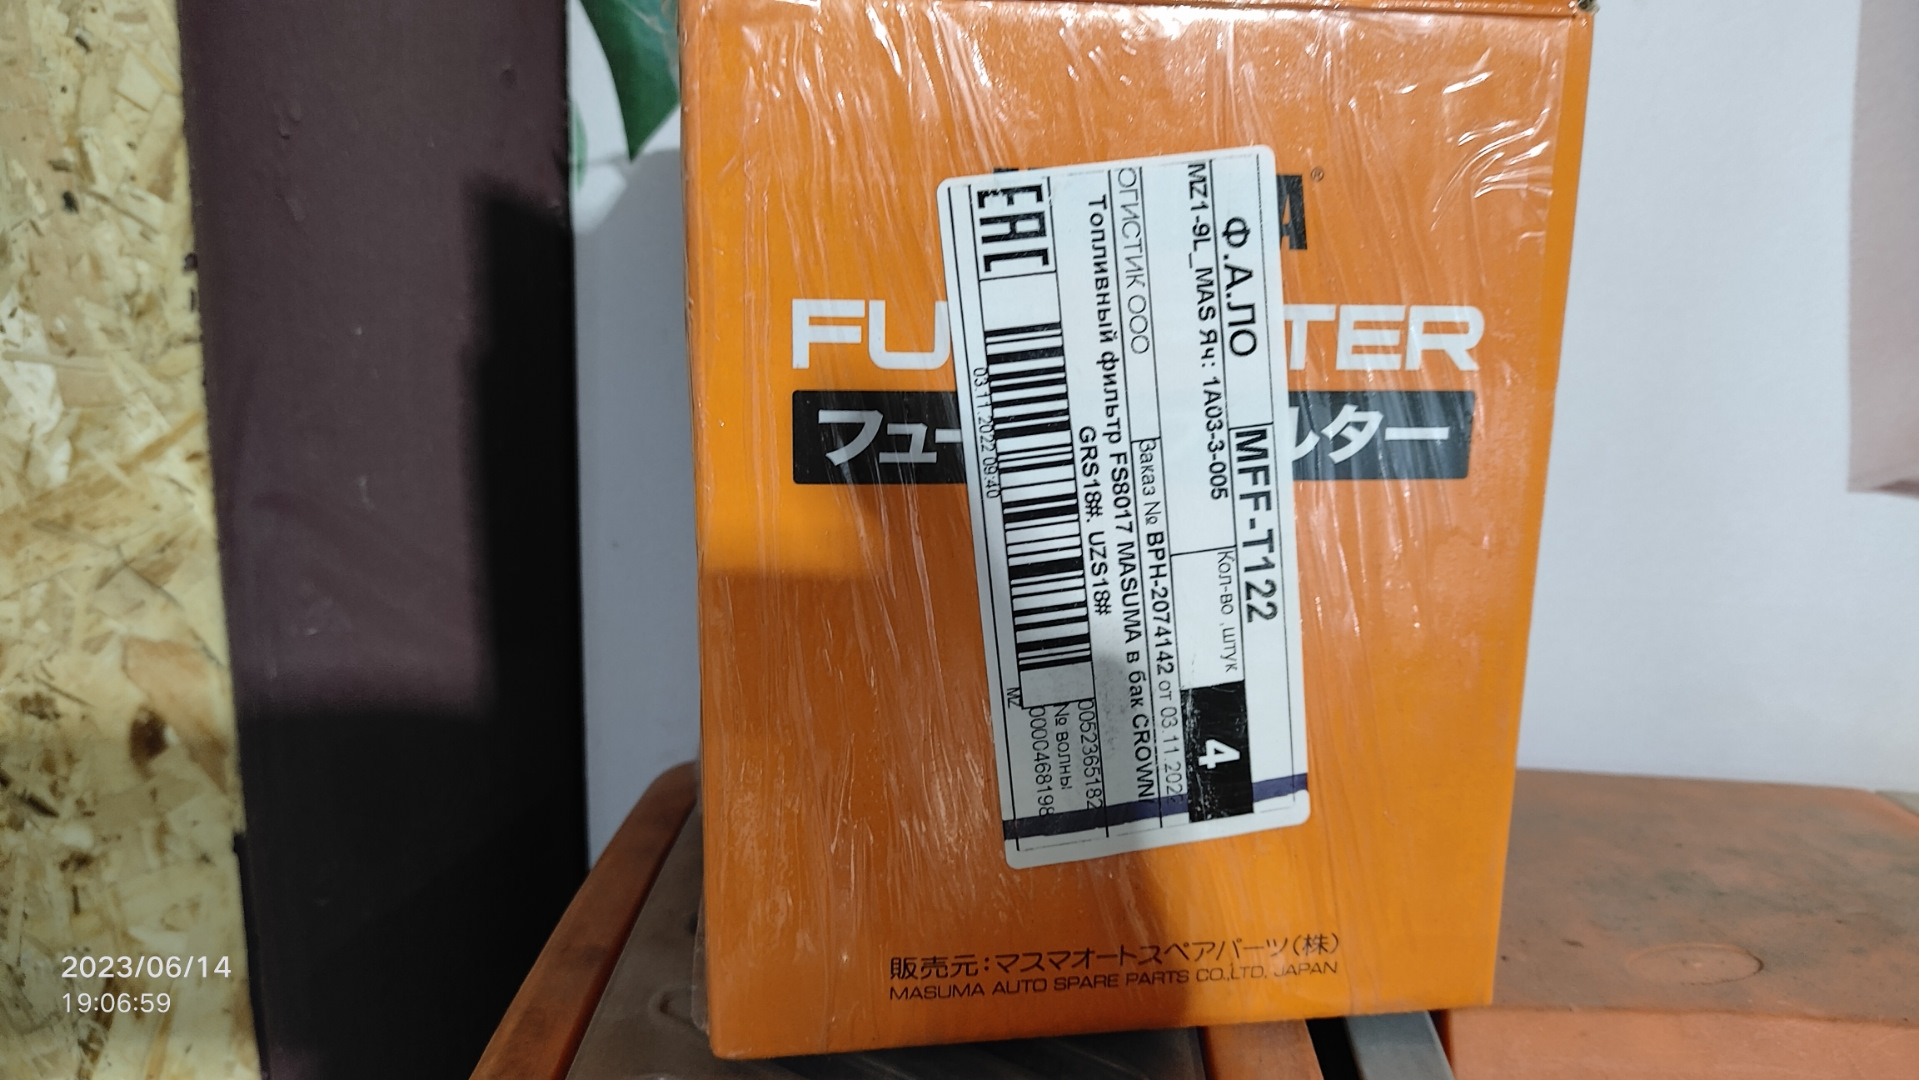 A®
FU TER
フュー ルター
Ф.А.ЛО MFF-T122
MZ1-9L_MAS Яч: 1A03-3-005 Кол-во ,штук 4
ОГИСТИК ООО Заказ № ВРН-2074142 от 03.11.202
Топливный фильтр FS8017 MASUMA в бак CROWN
GRS18#. UZS18#
EAC
0052365182
№ волны
0000468198
03.11.2022 09:40 MZ
販売元:マスマオートスペアパーツ(株)
MASUMA AUTO SPARE PARTS CO.,LTD, JAPAN
2023/06/14
19:06:59